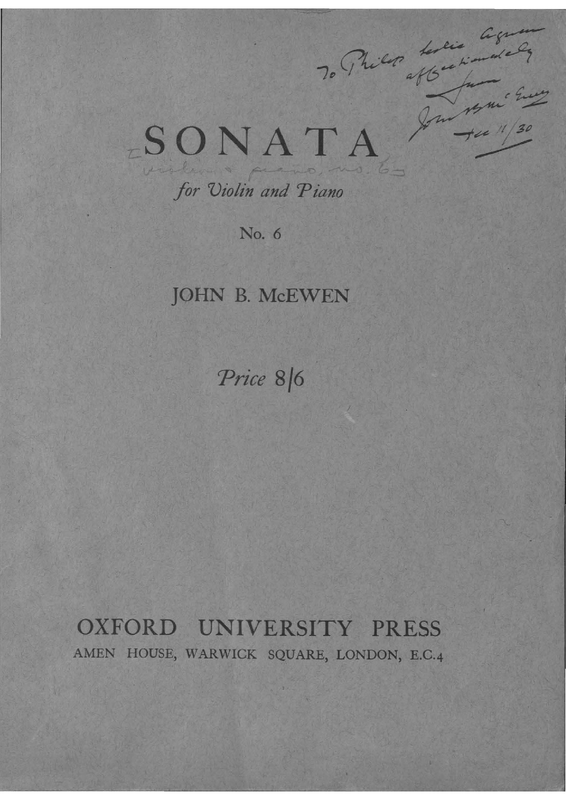 To Philip Leslie Agnew
affectionately
from
John B McEwen
11/30
SONATA
[violin & piano, no. 6]
for Violin and Piano
No. 6
JOHN B. McEWEN
Price 8/6
OXFORD UNIVERSITY PRESS
AMEN HOUSE, WARWICK SQUARE, LONDON, E.C.4